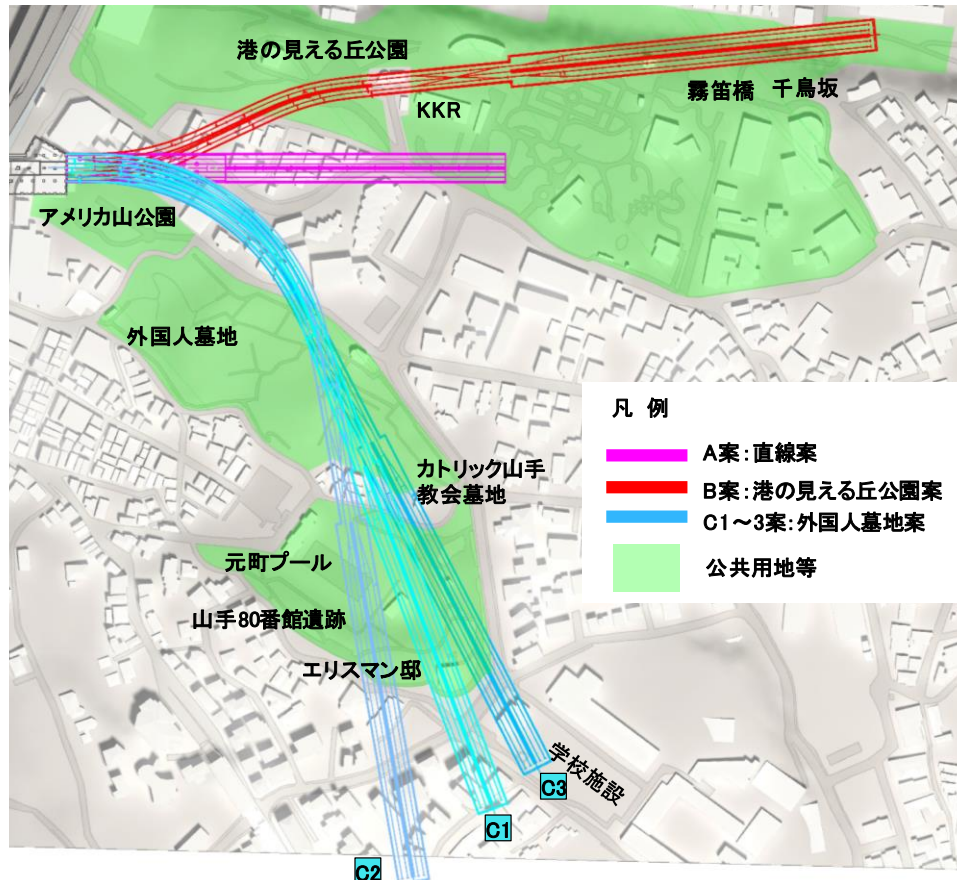 港の見える丘公園
KKR
霧笛橋
千鳥坂
アメリカ山公園
外国人墓地
凡 例
A案:直線案
B案:港の見える丘公園案
C1～3案:外国人墓地案
公共用地等
カトリック山手
教会墓地
元町プール
山手80番館遺跡
エリスマン邸
学校施設
C3
C1
C2